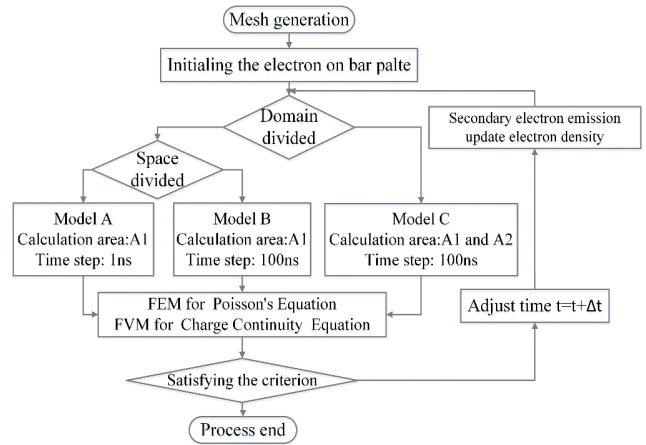 Mesh generation
Initialing the electron on bar palte
Domain
divided
Secondary electron emission
update electron density
Space
divided
Model A
Calculation area:A1
Time step: 1ns
Model B
Calculation area:A1
Time step: 100ns
Model C
Calculation area:A1 and A2
Time step: 100ns
FEM for Poisson's Equation
FVM for Charge Continuity Equation
Adjust time t=t+Δt
Satisfying the criterion
Process end